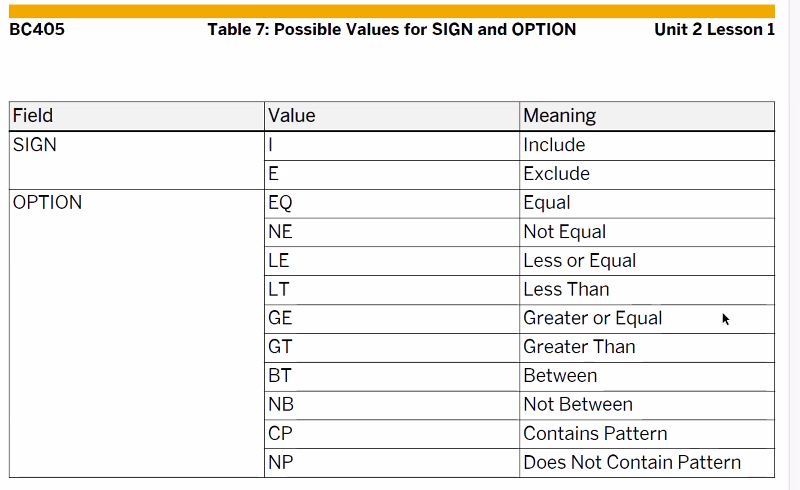 BC405 Table 7: Possible Values for SIGN and OPTION Unit 2 Lesson 1
Field Value Meaning
SIGN I Include
E Exclude
OPTION EQ Equal
NE Not Equal
LE Less or Equal
LT Less Than
GE Greater or Equal
GT Greater Than
BT Between
NB Not Between
CP Contains Pattern
NP Does Not Contain Pattern